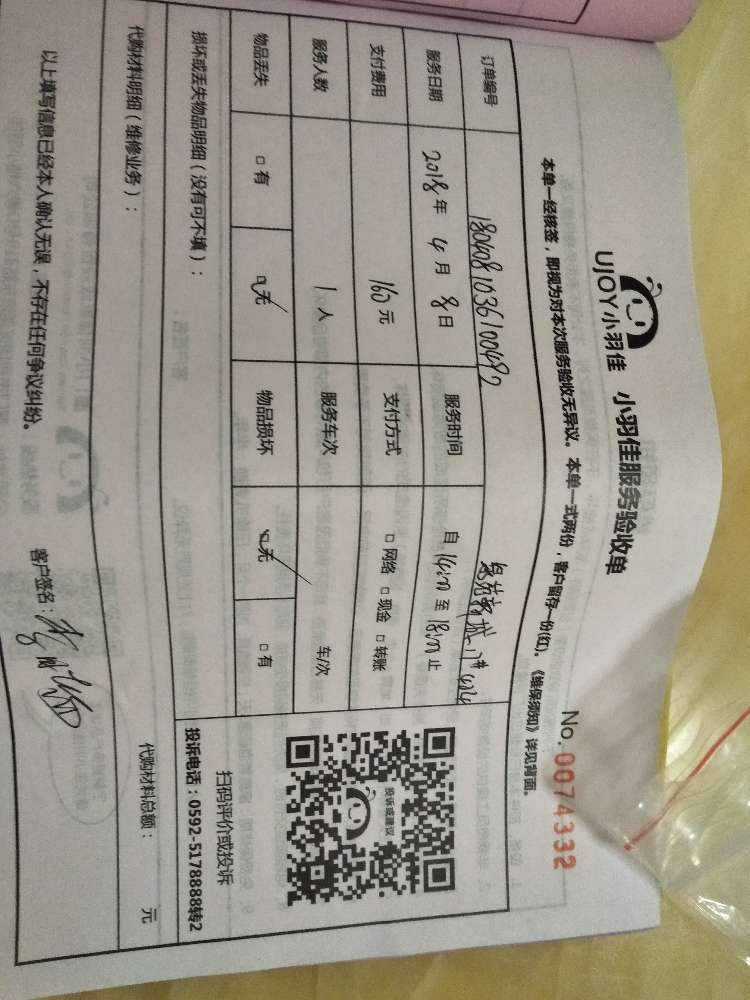 UJOY小羽佳 小羽佳服务验收单
No. 0074332
本单一经核签，即视为对本次服务验收无异议。本单一式两份，客户留存一份(红)。《维保须知》详见背面。
订单编号 1804081036100492
服务日期 2018年 4月 8日 服务时间 自 14:00 至 18:00 止
支付费用 160元 支付方式 □ 网络 □ 现金 □ 转账
服务人数 1人 服务车次 车/次
物品丢失 □ 有 □ 无 物品损坏 □ 无 □ 有
投诉或建议
扫码评价或投诉
投诉电话：0592-5178888转2
损坏或丢失物品明细（没有可不填）：
代购材料明细（维修业务）： 代购材料总额： 元
以上填写信息已经本人确认无误，不存在任何争议纠纷。 客户签名：